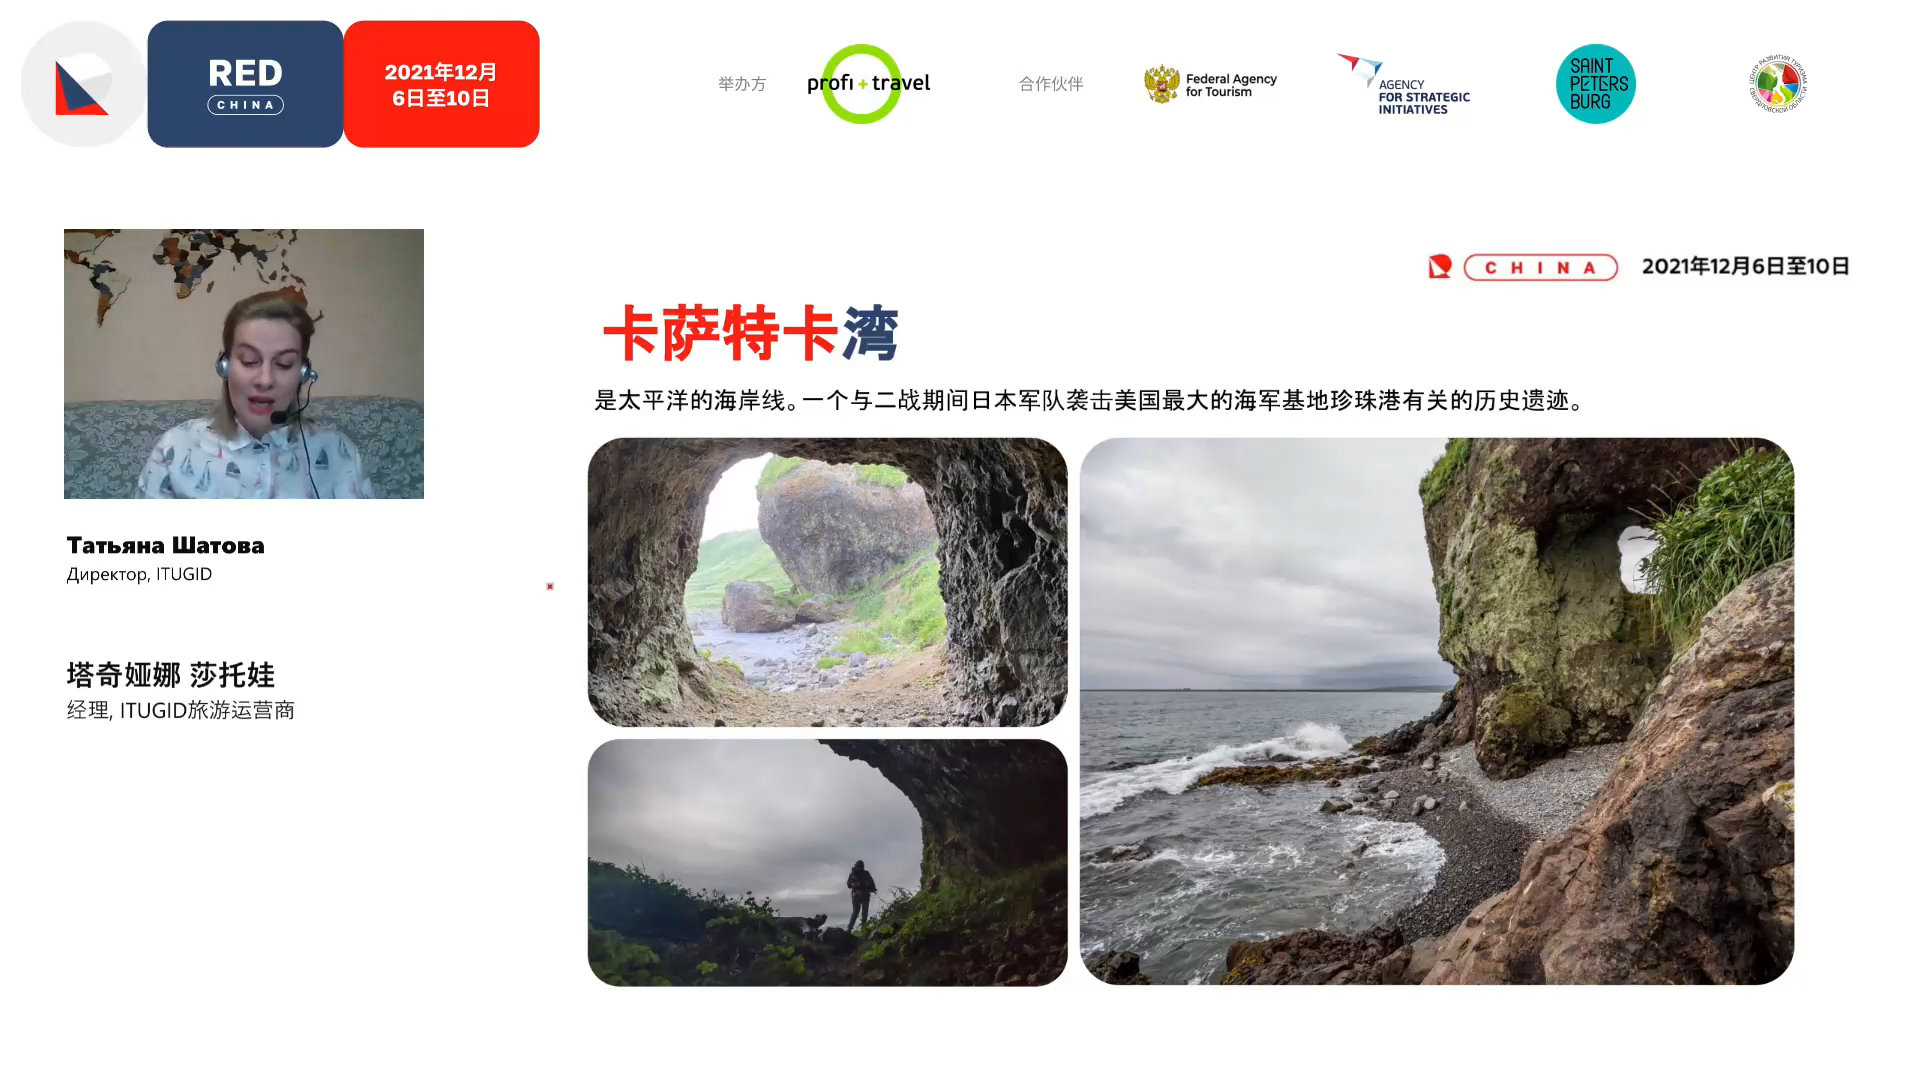 RED
CHINA
2021年12月
6日至10日
举办方
profi + travel
合作伙伴
Federal Agency
for Tourism
AGENCY
FOR STRATEGIC
INITIATIVES
SAINT
PETERS
BURG
ЦЕНТР РАЗВИТИЯ ТУРИЗМА
СВЕРДЛОВСКОЙ ОБЛАСТИ
CHINA 2021年12月6日至10日
卡萨特卡湾
是太平洋的海岸线。一个与二战期间日本军队袭击美国最大的海军基地珍珠港有关的历史遗迹。
Татьяна Шатова
Директор, ITUGID
塔奇娅娜 莎托娃
经理, ITUGID旅游运营商